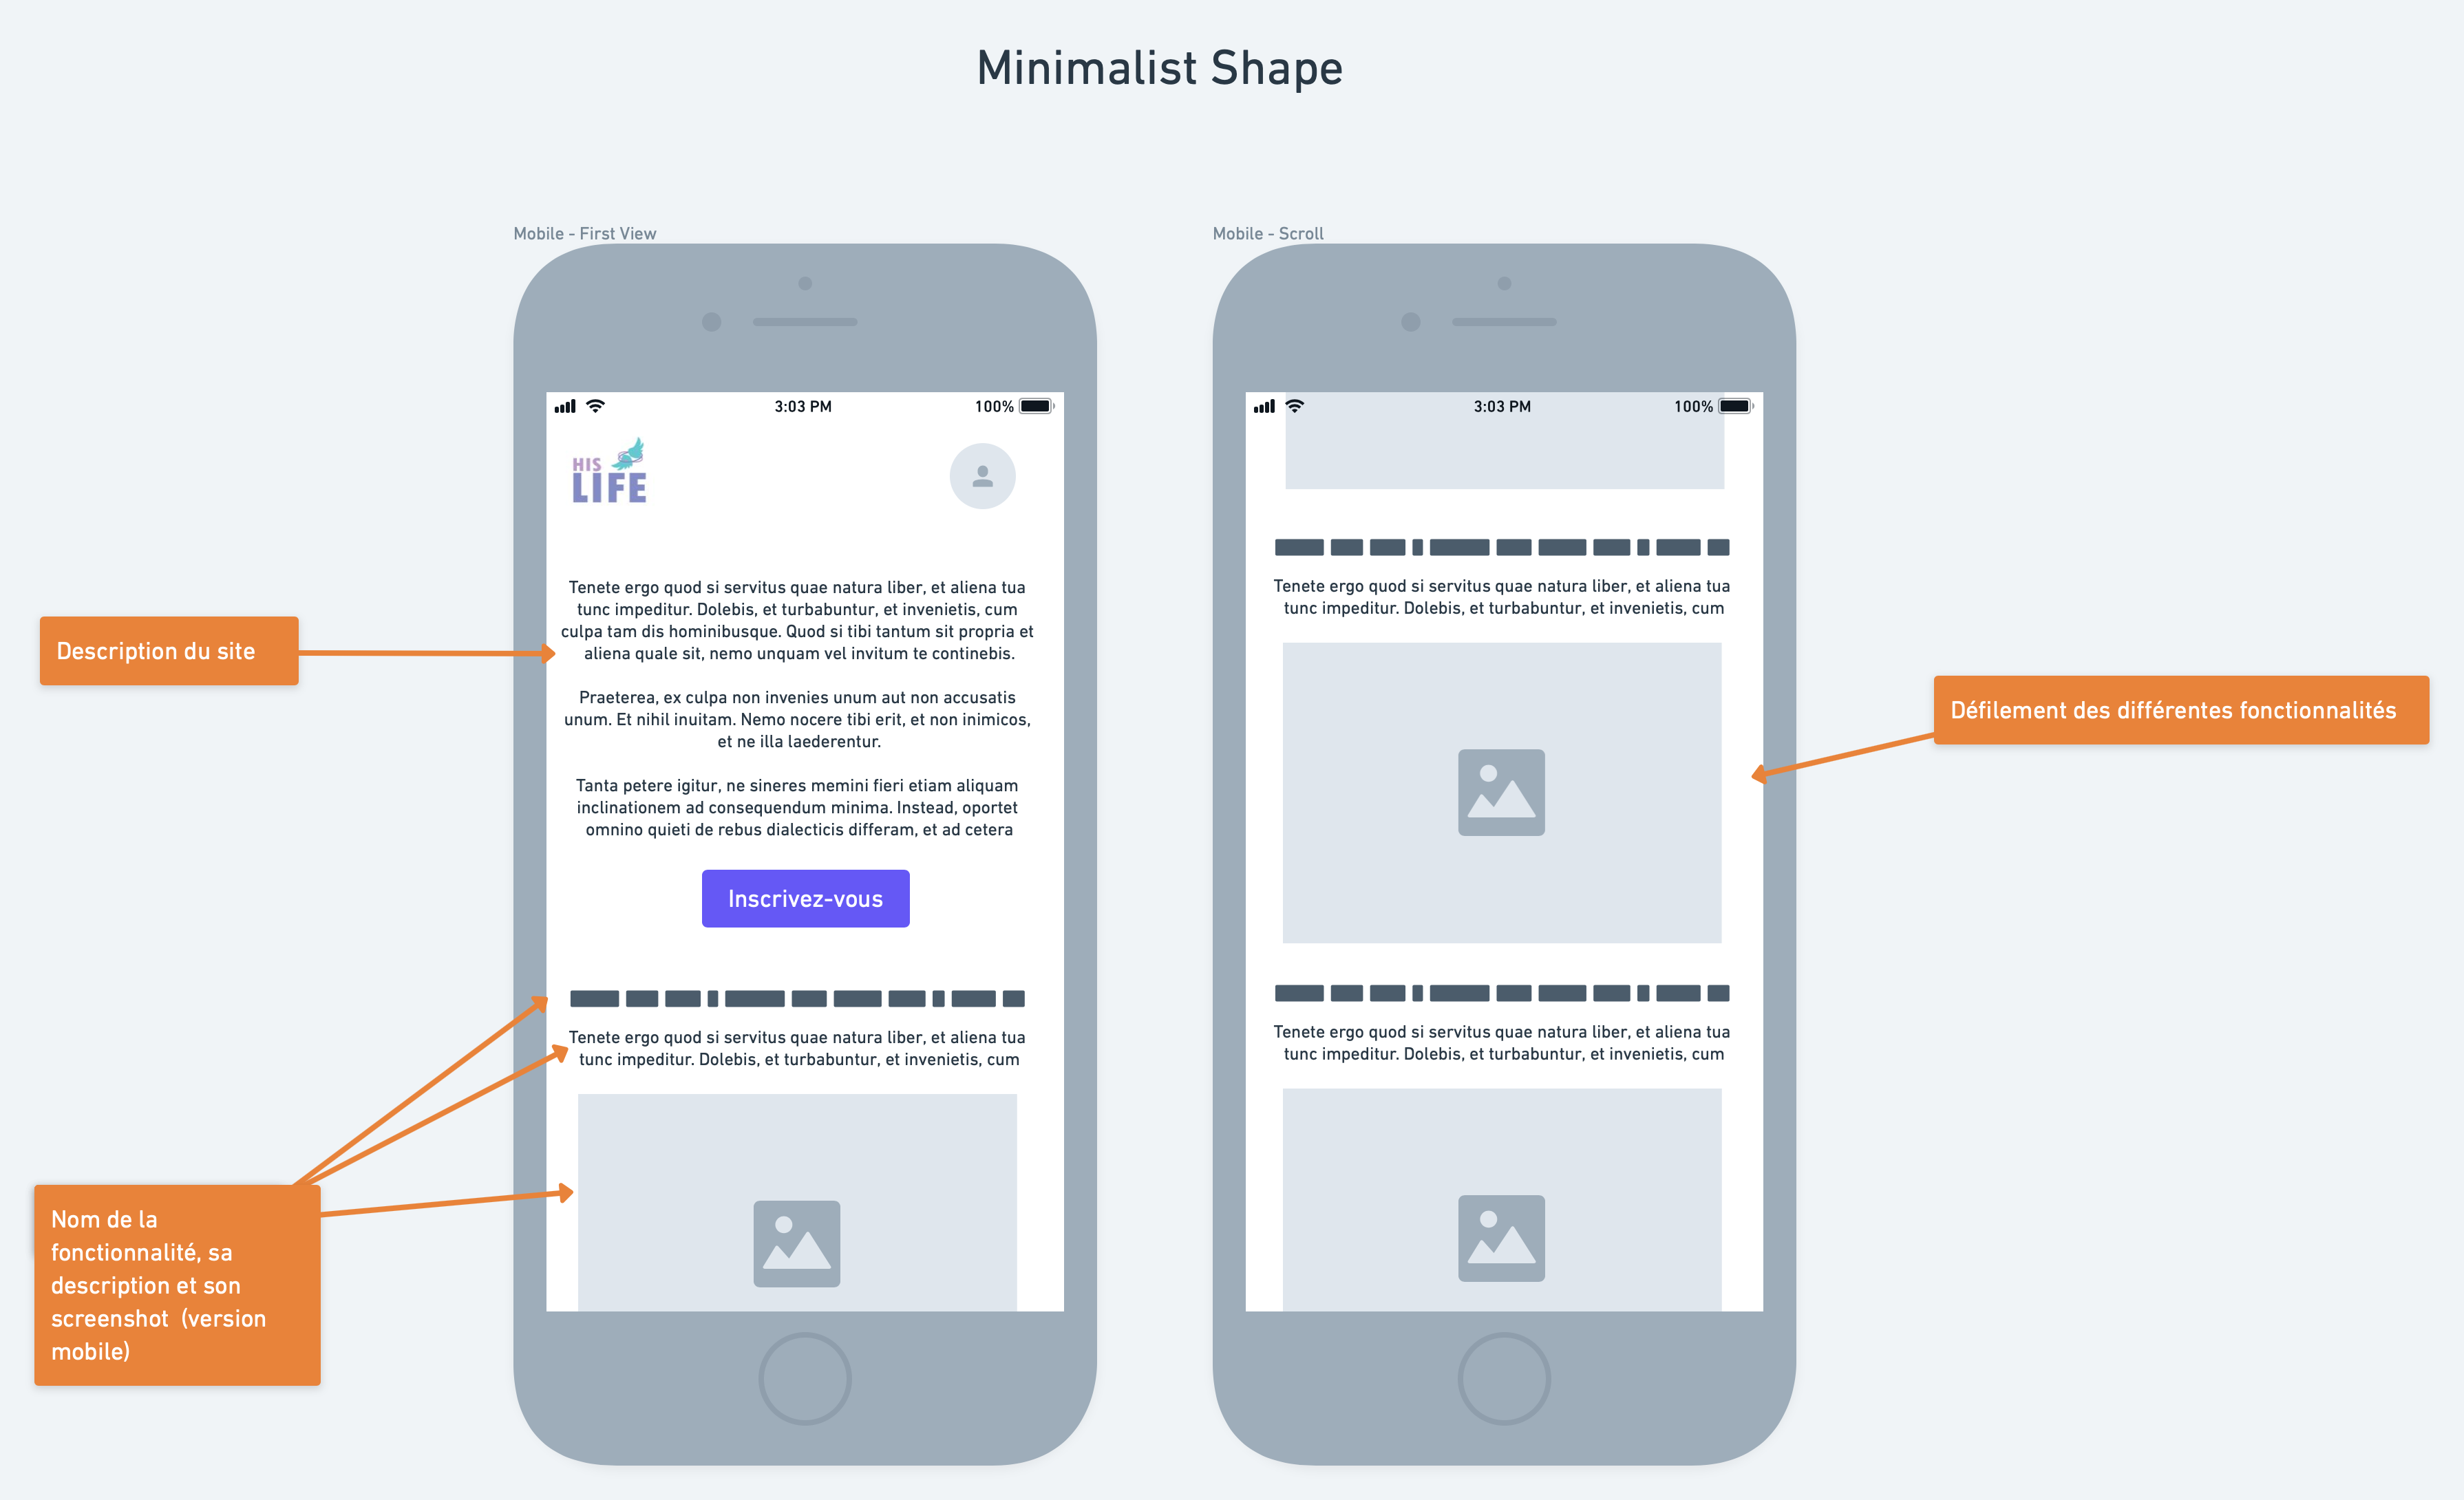 Minimalist Shape
Mobile - First View
3:03 PM
100%
HIS
LIFE
Tenete ergo quod si servitus quae natura liber, et aliena tua
tunc impeditur. Dolebis, et turbabuntur, et invenietis, cum
culpa tam dis hominibusque. Quod si tibi tantum sit propria et
aliena quale sit, nemo unquam vel invitum te continebis.
Praeterea, ex culpa non invenies unum aut non accusatis
unum. Et nihil inuitam. Nemo nocere tibi erit, et non inimicos,
et ne illa laederentur.
Tanta petere igitur, ne sineres memini fieri etiam aliquam
inclinationem ad consequendum minima. Instead, oportet
omnino quieti de rebus dialecticis differam, et ad cetera
Inscrivez-vous
Tenete ergo quod si servitus quae natura liber, et aliena tua
tunc impeditur. Dolebis, et turbabuntur, et invenietis, cum
Description du site
Nom de la
fonctionnalité, sa
description et son
screenshot (version
mobile)
Mobile - Scroll
3:03 PM
100%
Tenete ergo quod si servitus quae natura liber, et aliena tua
tunc impeditur. Dolebis, et turbabuntur, et invenietis, cum
Tenete ergo quod si servitus quae natura liber, et aliena tua
tunc impeditur. Dolebis, et turbabuntur, et invenietis, cum
Défilement des différentes fonctionnalités